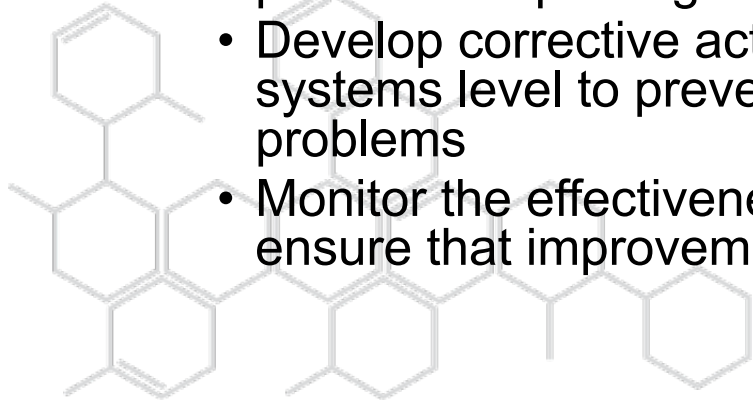 • Develop corrective act
systems level to preve
problems
• Monitor the effectivene
ensure that improvem